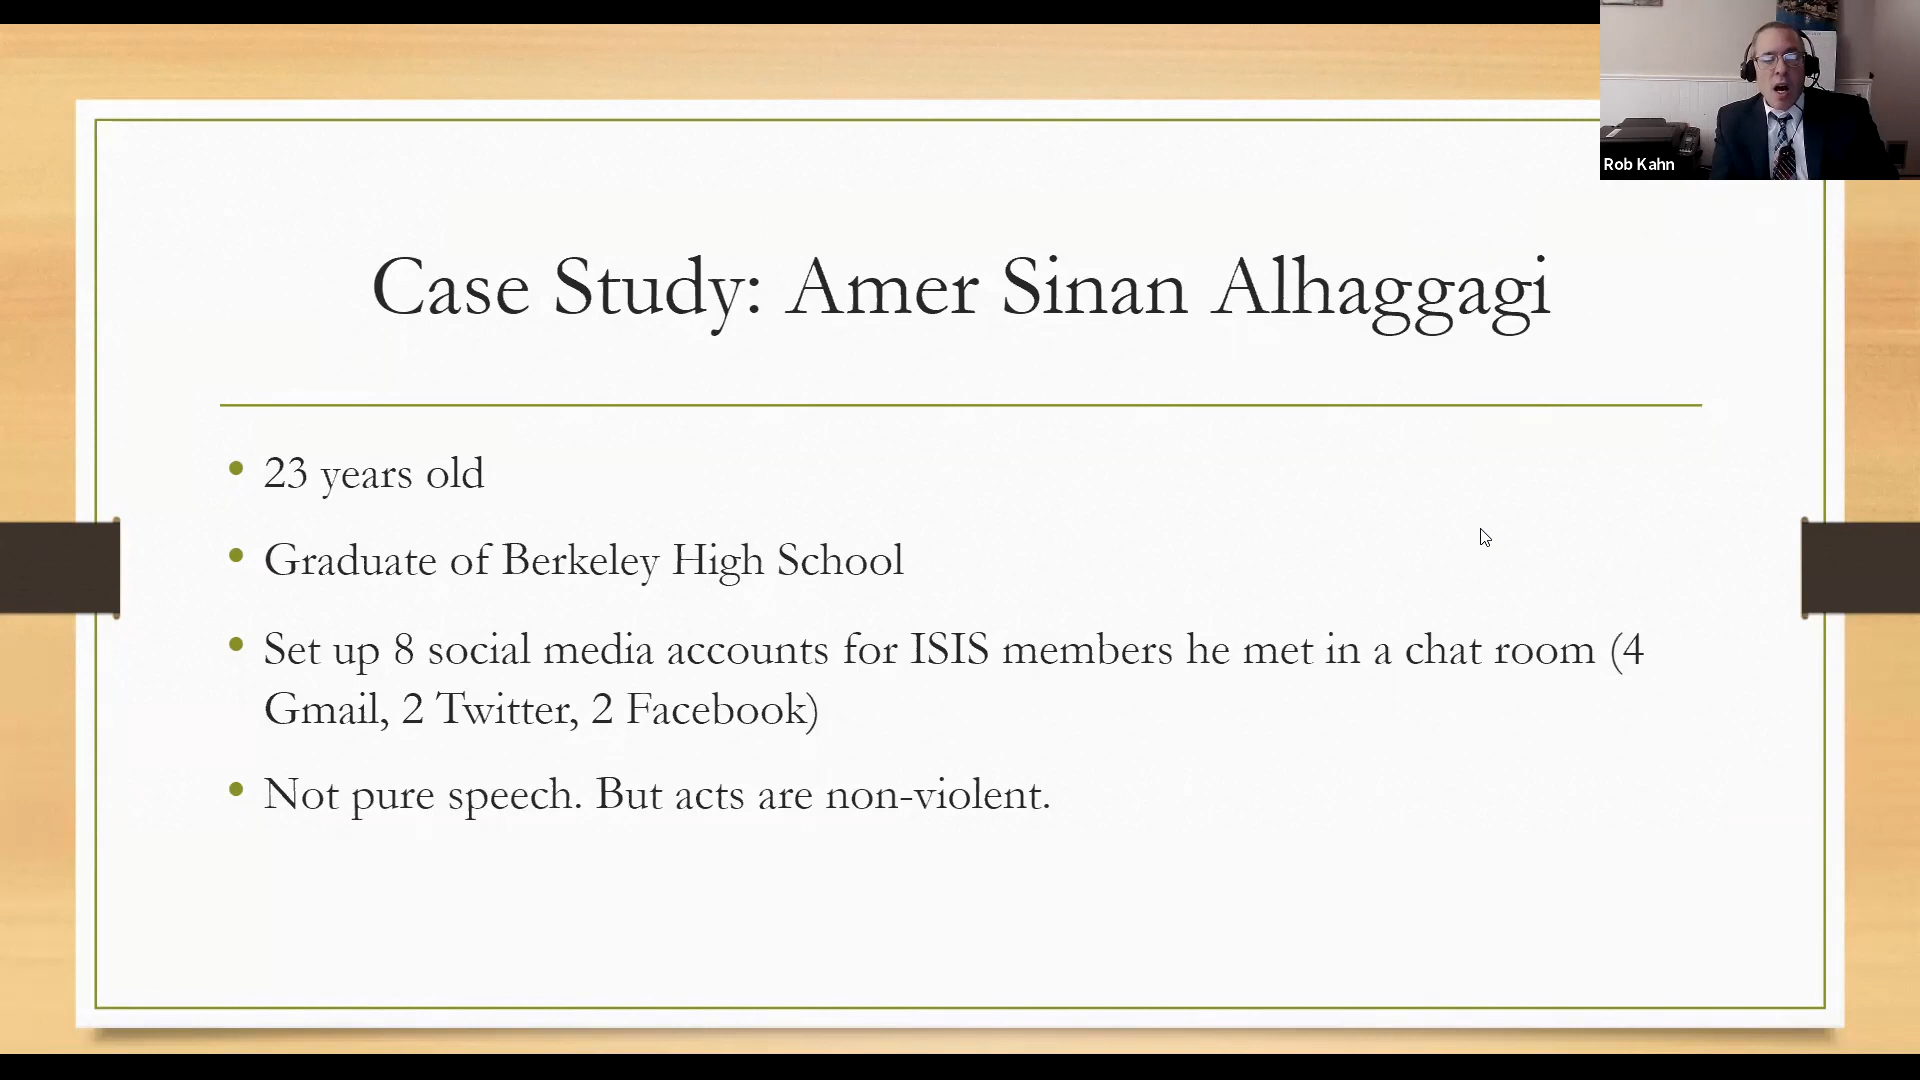 Rob Kahn
Case Study: Amer Sinan Alhaggagi
• 23 years old
• Graduate of Berkeley High School
• Set up 8 social media accounts for ISIS members he met in a chat room (4
Gmail, 2 Twitter, 2 Facebook)
• Not pure speech. But acts are non-violent.